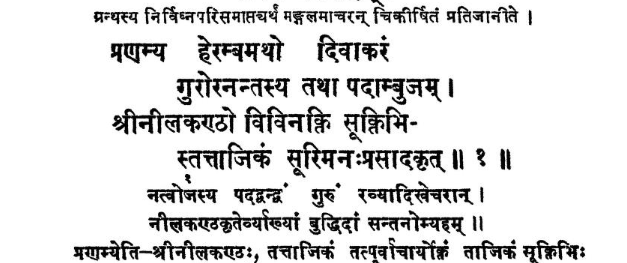 ग्रन्थस्य निर्विघ्नपरिसमाप्त्यर्थं मङ्गलमाचरन् चिकीर्षितं प्रतिजानीते ।
प्रणम्य हेरम्बमथो दिवाकरं
गुरोरनन्तस्य तथा पदाम्बुजम् ।
श्रीनीलकण्ठो विविनक्ति सूक्तिभि-
स्तत्ताजिकं सूरिमनःप्रसादकृत् ॥ १ ॥
नत्वोजस्य पदद्वन्द्वं गुरुं रव्यादिखेचरान् ।
नीलकण्ठकृतेर्व्याख्यां बुद्धिदां सन्तनोम्यहम् ॥
प्रणम्येति–श्रीनीलकण्ठः, तत्ताजिकं तत्पूर्वाचार्योक्तं ताजिकं सूक्तिभिः